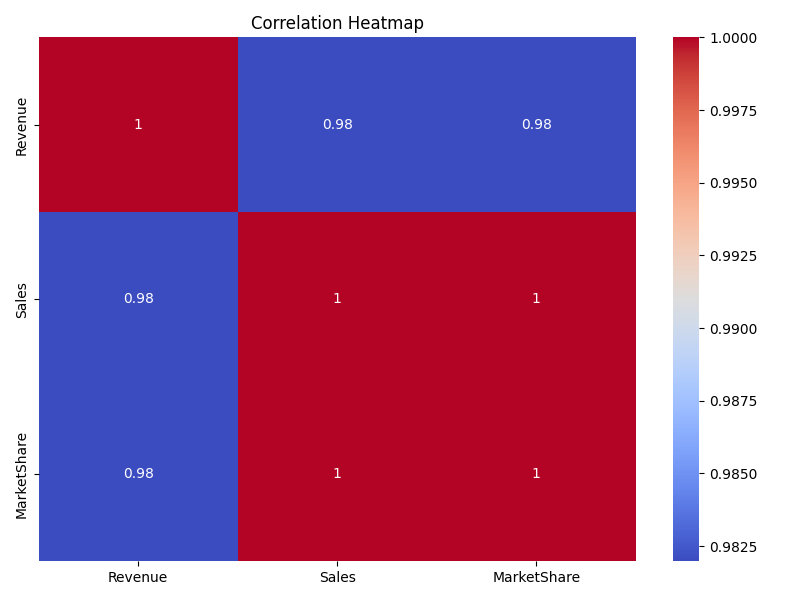 Correlation Heatmap
Revenue
1
0.98
0.98
Sales
0.98
1
1
MarketShare
0.98
1
1
Revenue
Sales
MarketShare
1.0000
0.9975
0.9950
0.9925
0.9900
0.9875
0.9850
0.9825